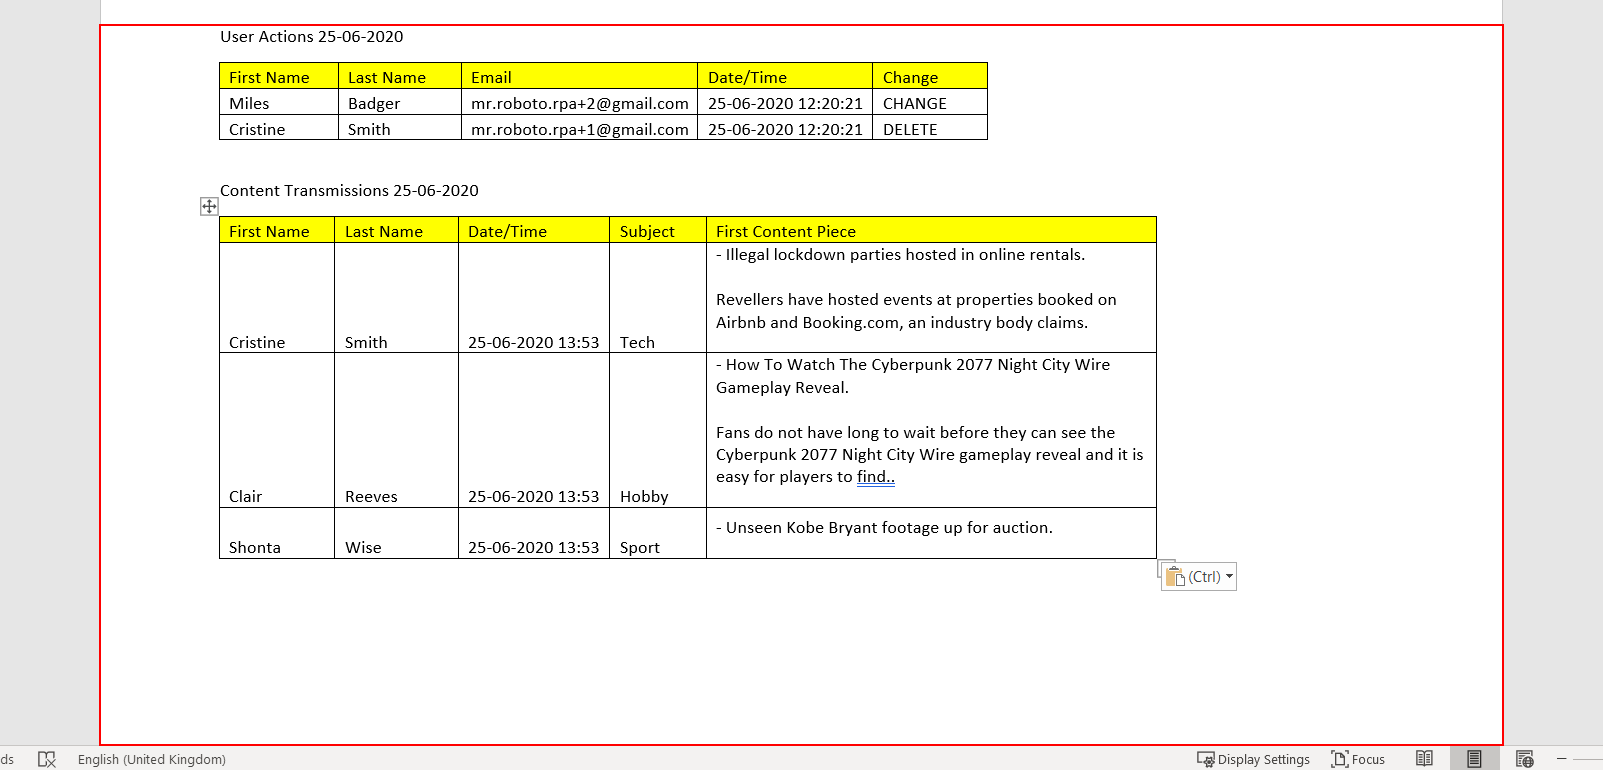 User Actions 25-06-2020
First Name Last Name Email Date/Time Change
Miles Badger mr.roboto.rpa+2@gmail.com 25-06-2020 12:20:21 CHANGE
Cristine Smith mr.roboto.rpa+1@gmail.com 25-06-2020 12:20:21 DELETE
Content Transmissions 25-06-2020
First Name Last Name Date/Time Subject First Content Piece
- Illegal lockdown parties hosted in online rentals.
Revellers have hosted events at properties booked on
Airbnb and Booking.com, an industry body claims.
Cristine Smith 25-06-2020 13:53 Tech
- How To Watch The Cyberpunk 2077 Night City Wire
Gameplay Reveal.
Fans do not have long to wait before they can see the
Cyberpunk 2077 Night City Wire gameplay reveal and it is
easy for players to find..
Clair Reeves 25-06-2020 13:53 Hobby
- Unseen Kobe Bryant footage up for auction.
Shonta Wise 25-06-2020 13:53 Sport
(Ctrl)
ds English (United Kingdom) Display Settings Focus